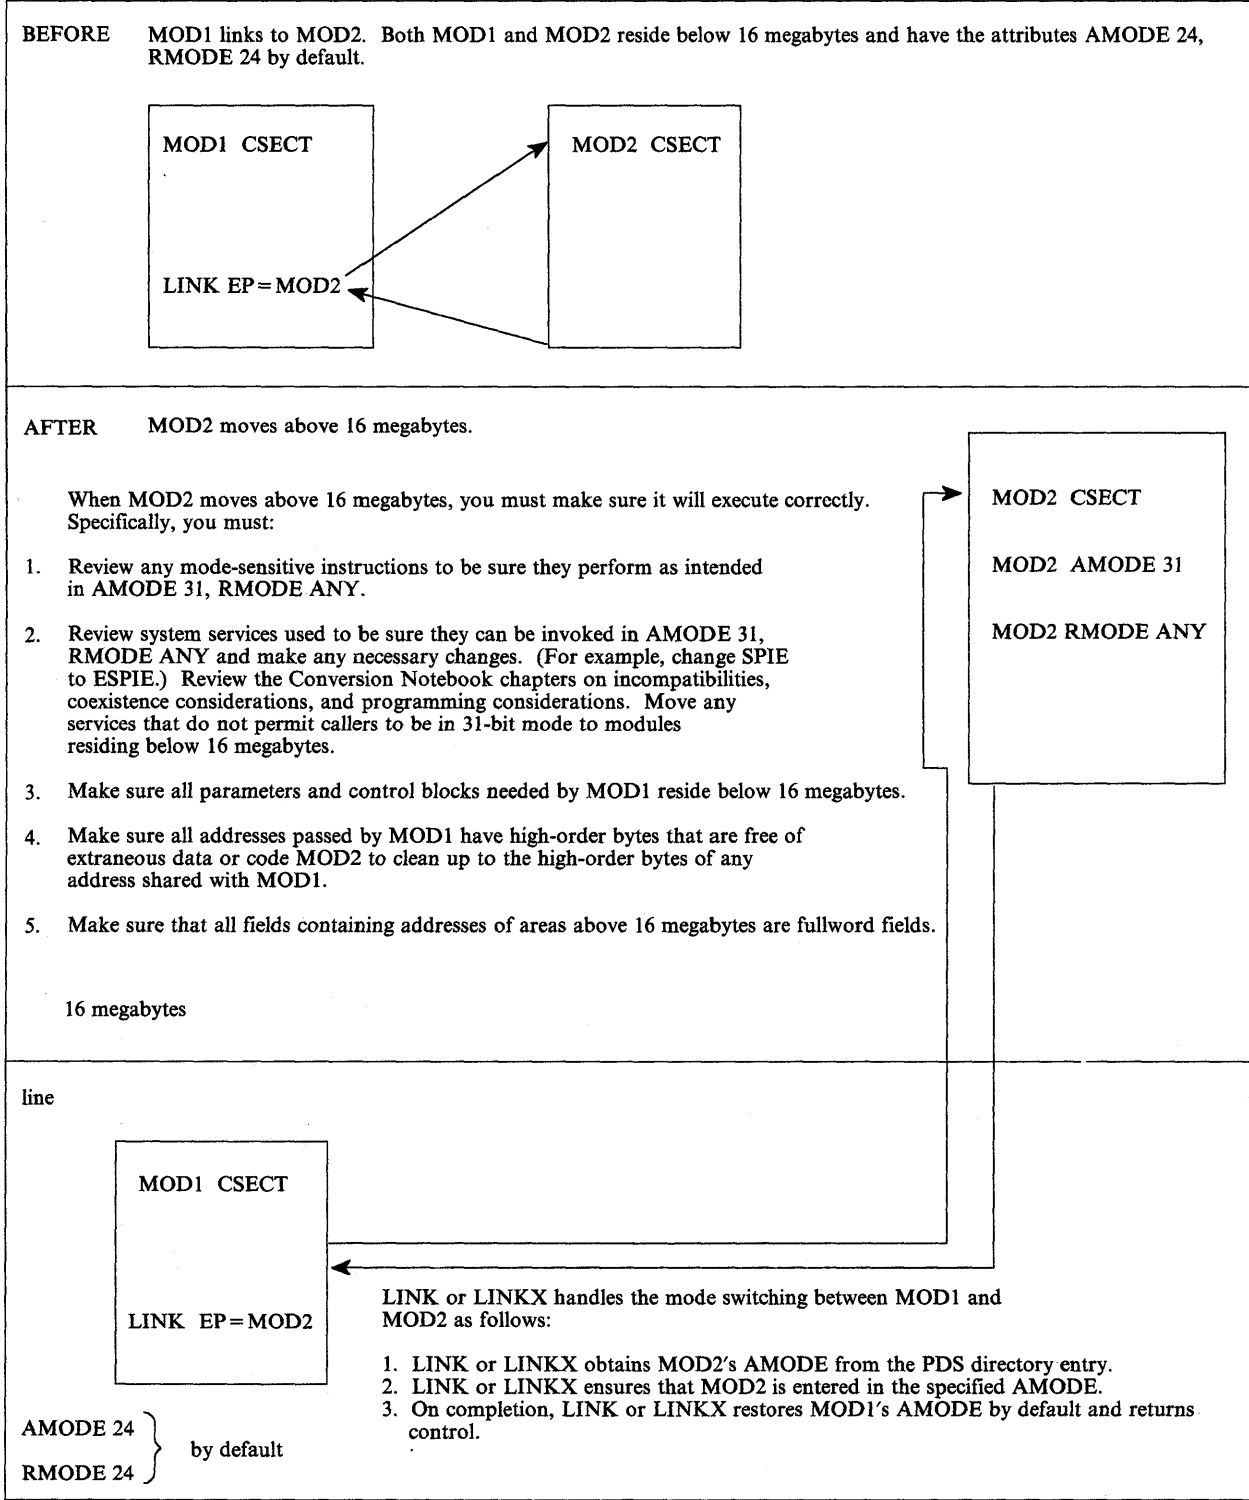 BEFORE MOD1 links to MOD2. Both MOD1 and MOD2 reside below 16 megabytes and have the attributes AMODE 24,
RMODE 24 by default.
MOD1 CSECT
MOD2 CSECT
LINK EP=MOD2
AFTER MOD2 moves above 16 megabytes.
When MOD2 moves above 16 megabytes, you must make sure it will execute correctly.
Specifically, you must:
1. Review any mode-sensitive instructions to be sure they perform as intended
in AMODE 31, RMODE ANY.
2. Review system services used to be sure they can be invoked in AMODE 31,
RMODE ANY and make any necessary changes. (For example, change SPIE
to ESPIE.) Review the Conversion Notebook chapters on incompatibilities,
coexistence considerations, and programming considerations. Move any
services that do not permit callers to be in 31-bit mode to modules
residing below 16 megabytes.
3. Make sure all parameters and control blocks needed by MOD1 reside below 16 megabytes.
4. Make sure all addresses passed by MOD1 have high-order bytes that are free of
extraneous data or code MOD2 to clean up to the high-order bytes of any
address shared with MOD1.
5. Make sure that all fields containing addresses of areas above 16 megabytes are fullword fields.
MOD2 CSECT
MOD2 AMODE 31
MOD2 RMODE ANY
16 megabytes
line
MOD1 CSECT
LINK EP=MOD2
AMODE 24
RMODE 24
by default
LINK or LINKX handles the mode switching between MOD1 and
MOD2 as follows:
1. LINK or LINKX obtains MOD2's AMODE from the PDS directory entry.
2. LINK or LINKX ensures that MOD2 is entered in the specified AMODE.
3. On completion, LINK or LINKX restores MOD1's AMODE by default and returns
control.